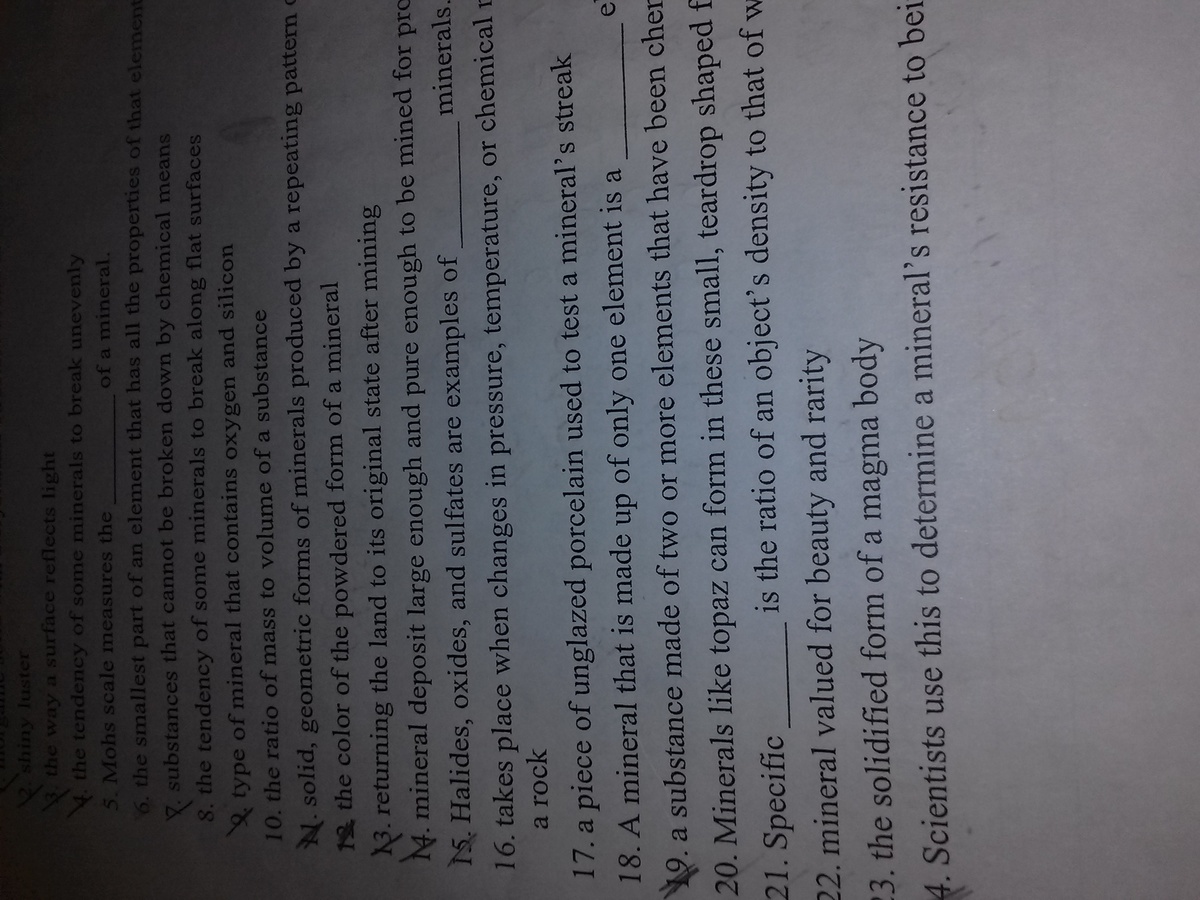 2. shiny luster
3. the way a surface reflects light
4. the tendency of some minerals to break unevenly
5. Mohs scale measures the ________ of a mineral.
6. the smallest part of an element that has all the properties of that element
7. substances that cannot be broken down by chemical means
8. the tendency of some minerals to break along flat surfaces
9. type of mineral that contains oxygen and silicon
10. the ratio of mass to volume of a substance
11. solid, geometric forms of minerals produced by a repeating pattern
12. the color of the powdered form of a mineral
13. returning the land to its original state after mining
14. mineral deposit large enough and pure enough to be mined for pro
15. Halides, oxides, and sulfates are examples of ________ minerals.
16. takes place when changes in pressure, temperature, or chemical
a rock
17. a piece of unglazed porcelain used to test a mineral's streak
18. A mineral that is made up of only one element is a ________ e
19. a substance made of two or more elements that have been chem
20. Minerals like topaz can form in these small, teardrop shaped
21. Specific ________ is the ratio of an object's density to that of w
22. mineral valued for beauty and rarity
23. the solidified form of a magma body
4. Scientists use this to determine a mineral's resistance to bei